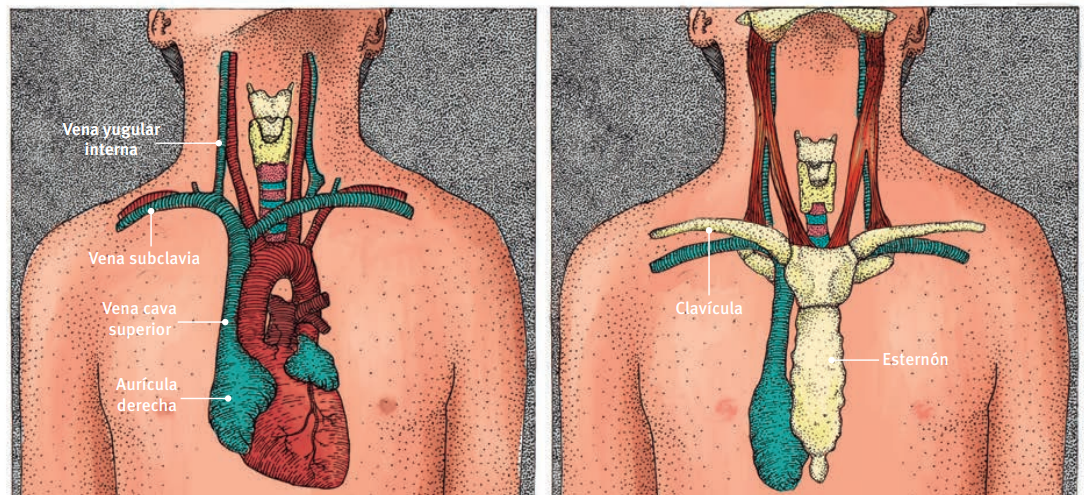 Vena yugular
interna
Vena subclavia
Vena cava
superior
Aurícula
derecha
Clavícula
Esternón